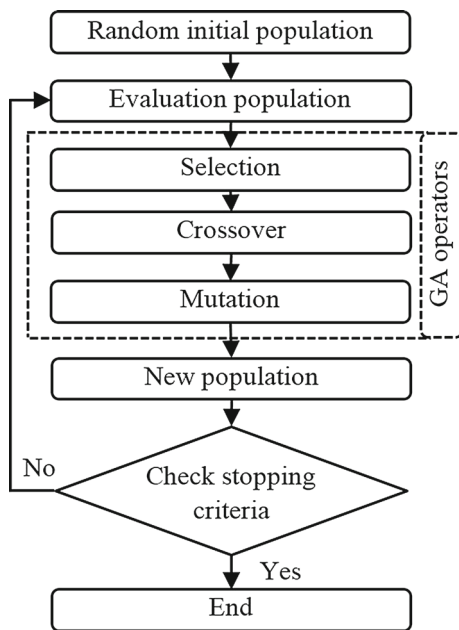 Random initial population
Evaluation population
Selection
Crossover
Mutation
GA operators
New population
Check stopping
criteria
No
Yes
End